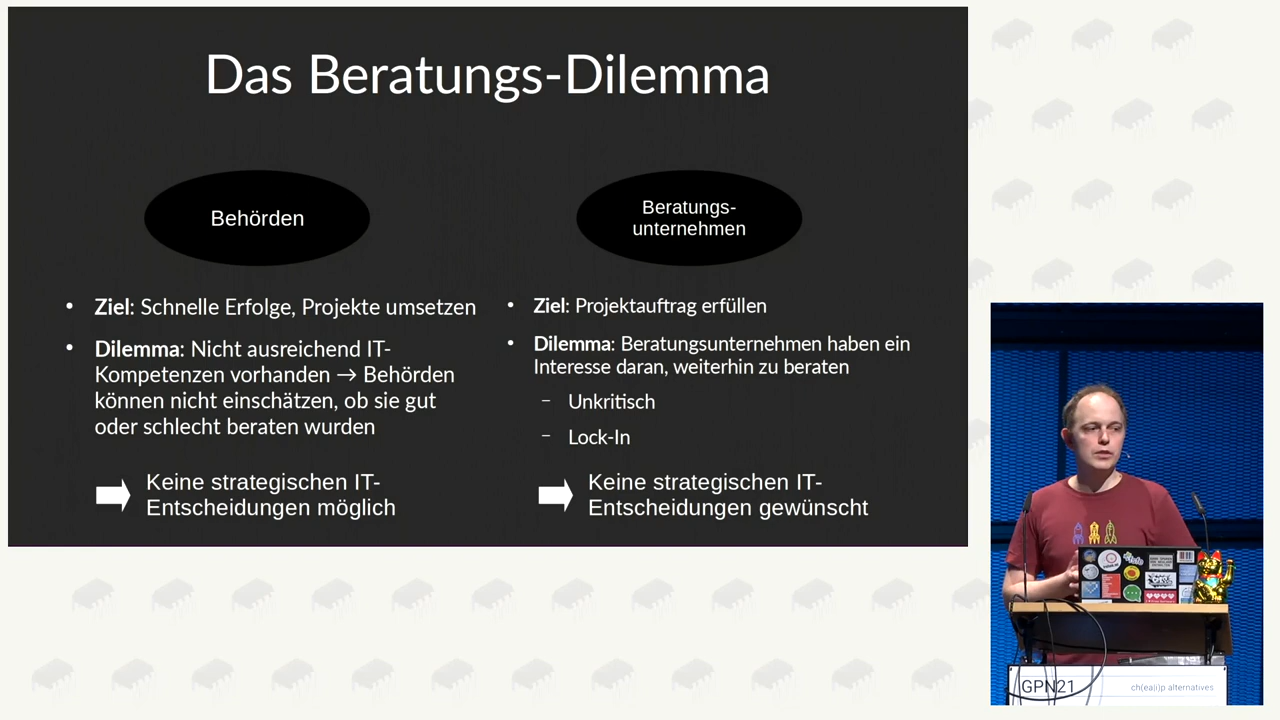 Das Beratungs-Dilemma
Behörden
Beratungs-
unternehmen
• Ziel: Schnelle Erfolge, Projekte umsetzen
• Dilemma: Nicht ausreichend IT-
Kompetenzen vorhanden → Behörden
können nicht einschätzen, ob sie gut
oder schlecht beraten wurden
Keine strategischen IT-
Entscheidungen möglich
• Ziel: Projektauftrag erfüllen
• Dilemma: Beratungsunternehmen haben ein
Interesse daran, weiterhin zu beraten
– Unkritisch
– Lock-In
Keine strategischen IT-
Entscheidungen gewünscht
GPN21
ch(ea(i)p alternatives